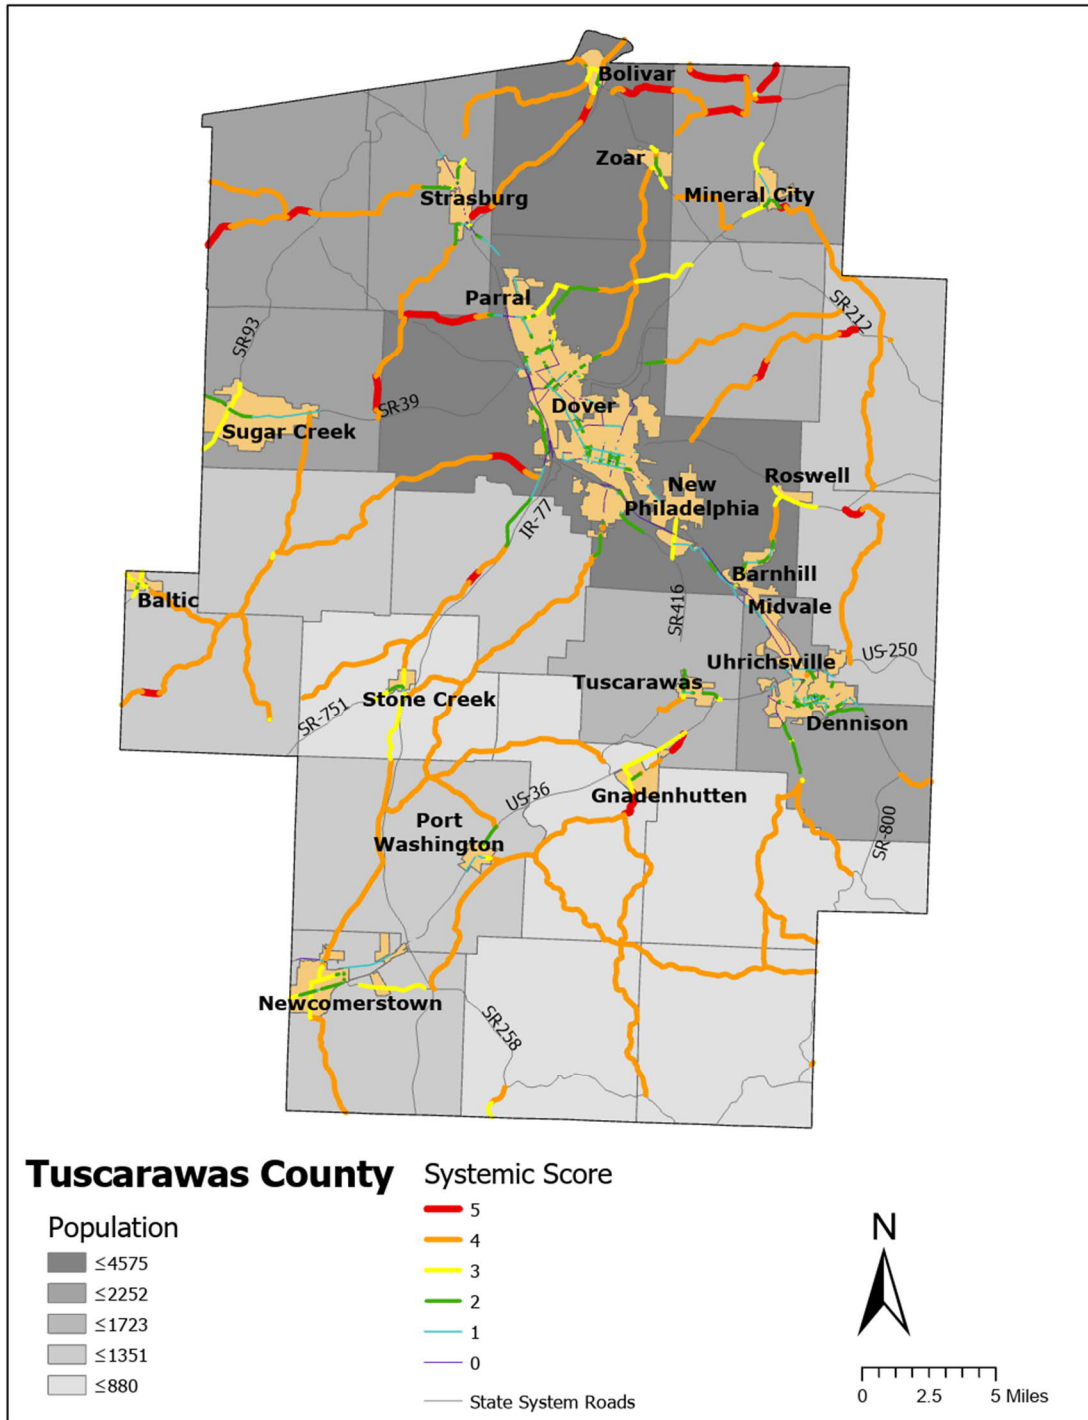 Bolivar
Zoar
Mineral City
Strasburg
Parral
SR-212
SR-93
SR-39
Dover
Sugar Creek
Roswell
New
Philadelphia
IR-77
Barnhill
Baltic
Midvale
SR-416
US-250
Uhrichsville
Tuscarawas
Stone Creek
SR-751
Dennison
Gnadenhutten
US-36
Port
Washington
SR-800
Newcomerstown
SR258
Tuscarawas County
Population
≤4575
≤2252
≤1723
≤1351
≤880
Systemic Score
5
4
3
2
1
0
State System Roads
N
0 2.5 5 Miles